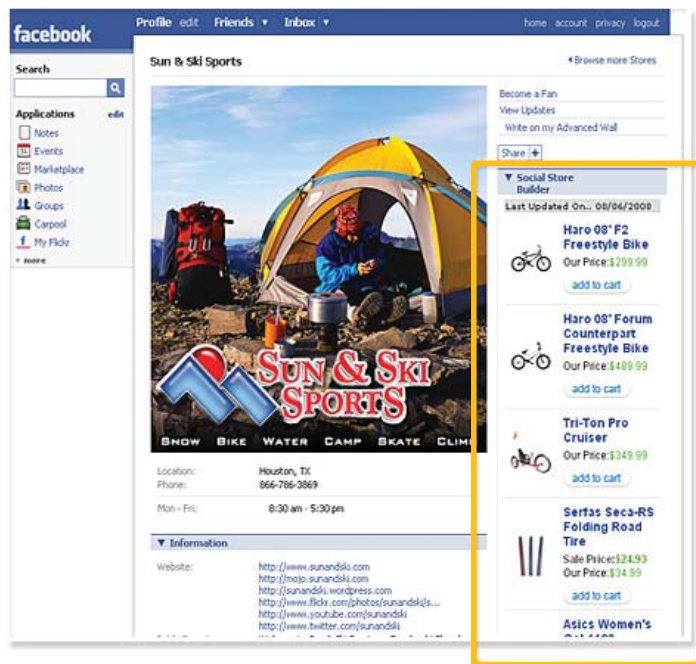 facebook
Profile edit Friends Inbox
home account privacy logout
Search
Applications edit
Notes
Events
Marketplace
Photos
Groups
Carpool
My Flickr
more
Sun & Ski Sports
Browse more Stores
SUN & SKI
SPORTS
SNOW BIKE WATER CAMP SKATE CLIM
Location: Houston, TX
Phone: 866-786-3869
Mon - Fri: 8:30 am - 5:30 pm
Information
Website: http://www.sunandski.com
http://mojo.sunandski.com
http://sunandski.wordpress.com
http://www.flickr.com/photos/sunandski/s...
http://www.youtube.com/sunandski
http://www.twitter.com/sunandski
Become a Fan
View Updates
Write on my Advanced Wall
Share +
Social Store
Builder
Last Updated On... 08/06/2008
Haro 08" F2
Freestyle Bike
Our Price:$299.99
add to cart
Haro 08" Forum
Counterpart
Freestyle Bike
Our Price:$489.99
add to cart
Tri-Ton Pro
Cruiser
Our Price:$349.99
add to cart
Serfas Seca-RS
Folding Road
Tire
Sale Price:$24.93
Our Price:$34.99
add to cart
Asics Women's